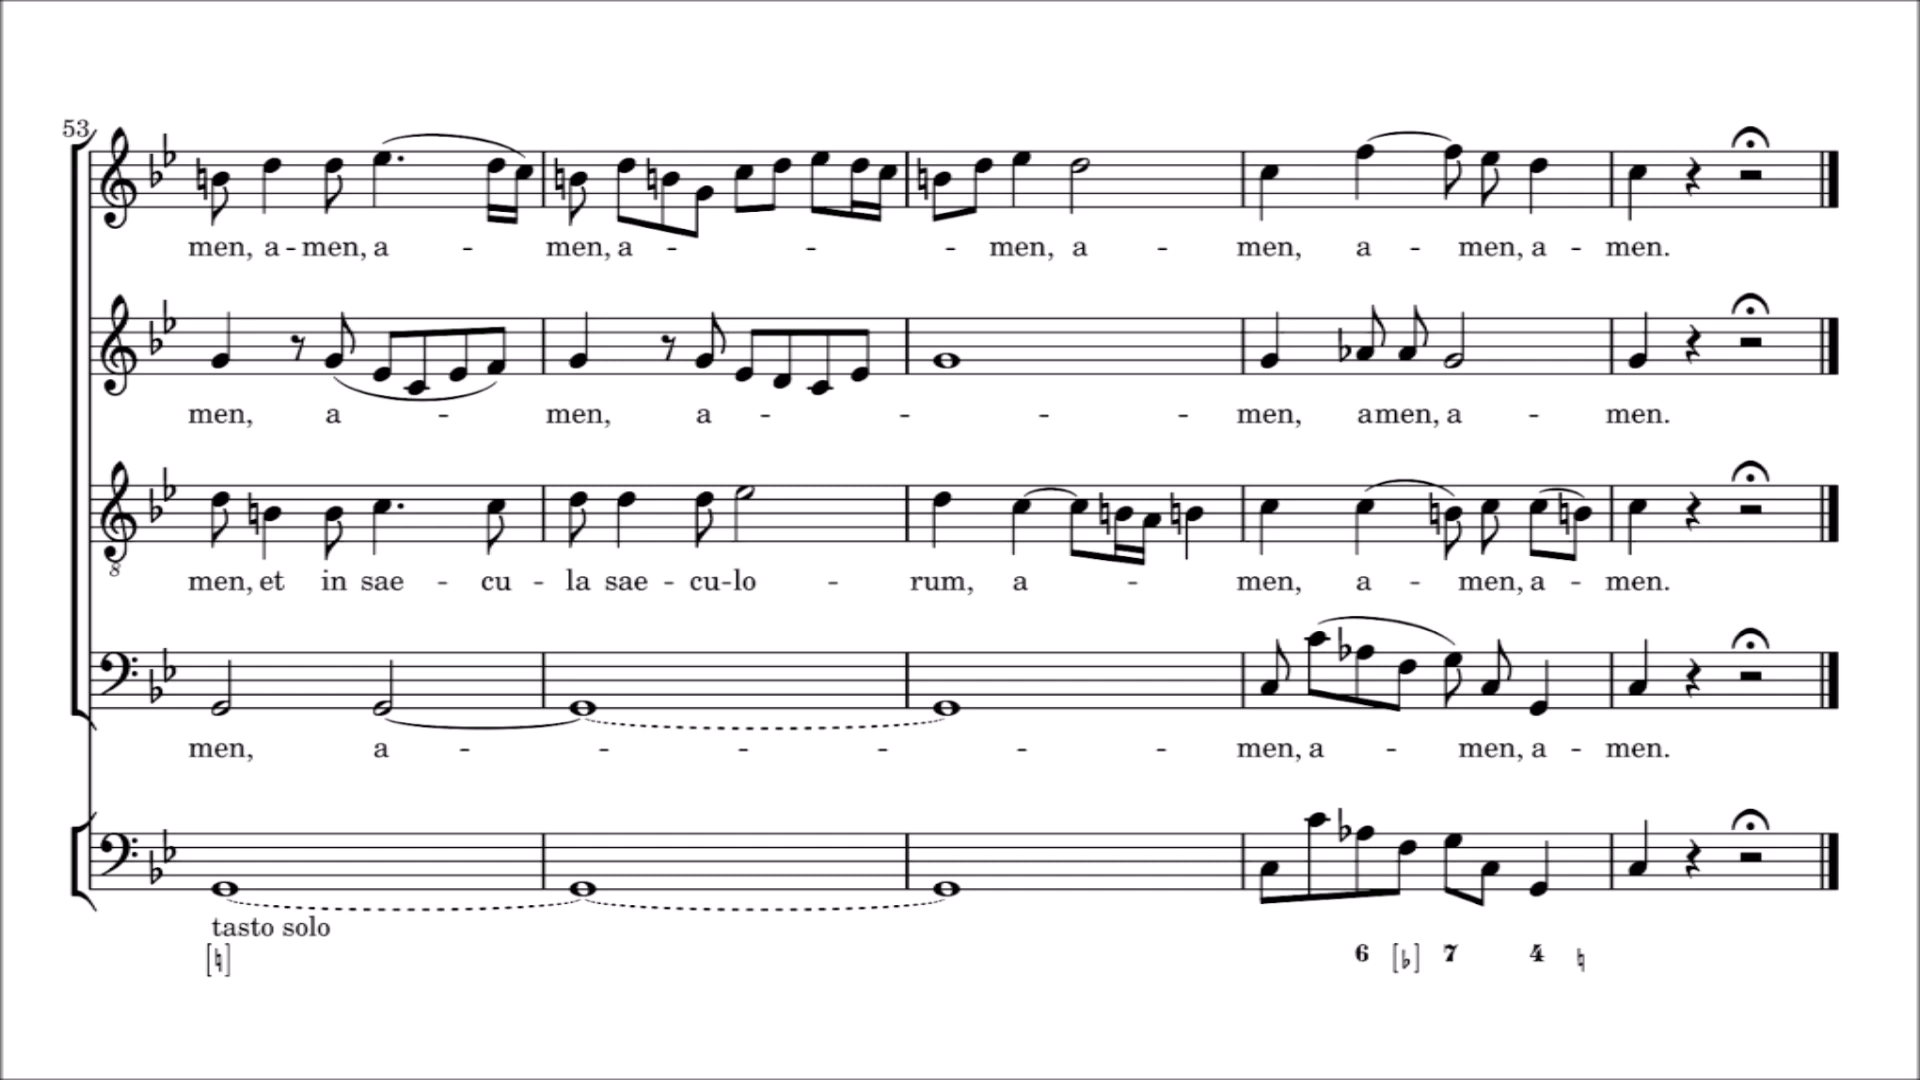 53
men, a - men, a - men, a - - - men, a - men, a - men, a - men.
men, a - men, a - - - - men, amen, a - men.
8
men, et in sae - cu - la sae - cu - lo - rum, a - men, a - men, a - men.
men, a - - - - - - men, a - men, a - men.
tasto solo
[♮] 6 [♭] 7 4 ♮